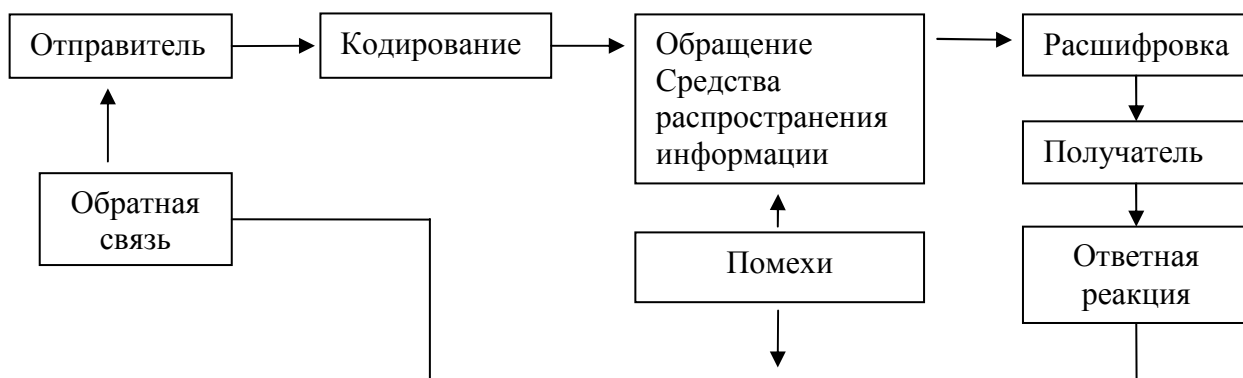 Отправитель
Кодирование
Обращение
Средства
распространения
информации
Расшифровка
Получатель
Обратная
связь
Помехи
Ответная
реакция